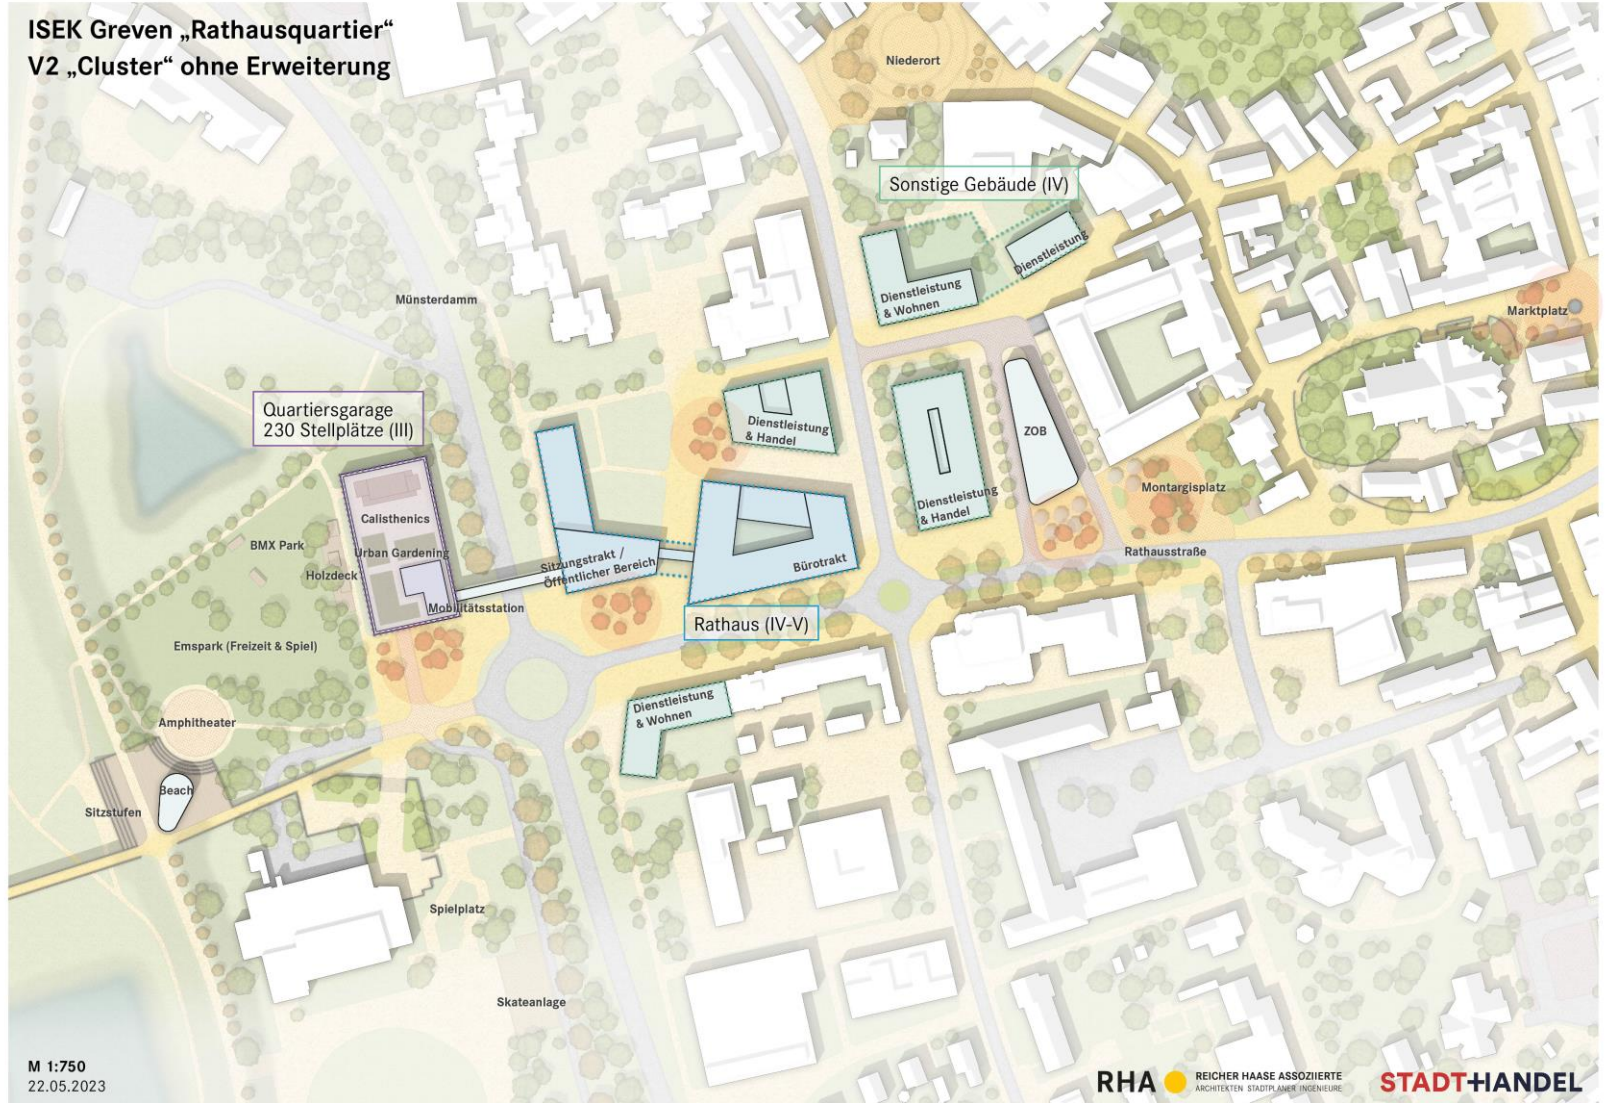 ISEK Greven „Rathausquartier“
V2 „Cluster“ ohne Erweiterung
Niederort
Sonstige Gebäude (IV)
Dienstleistung
Dienstleistung
& Wohnen
Münsterdamm
Marktplatz
Quartiersgarage
230 Stellplätze (III)
Dienstleistung
& Handel
ZOB
Calisthenics
Montargisplatz
Dienstleistung
& Handel
BMX Park
Urban Gardening
Rathausstraße
Sitzungstrakt /
Öffentlicher Bereich
Bürotrakt
Holzdeck
Mobilitätsstation
Rathaus (IV-V)
Emspark (Freizeit & Spiel)
Dienstleistung
& Wohnen
Amphitheater
Beach
Sitzstufen
Spielplatz
Skateanlage
M 1:750
22.05.2023
RHA
REICHER HAASE ASSOZIIERTE
ARCHITEKTEN STADTPLANER INGENIEURE
STADT+HANDEL